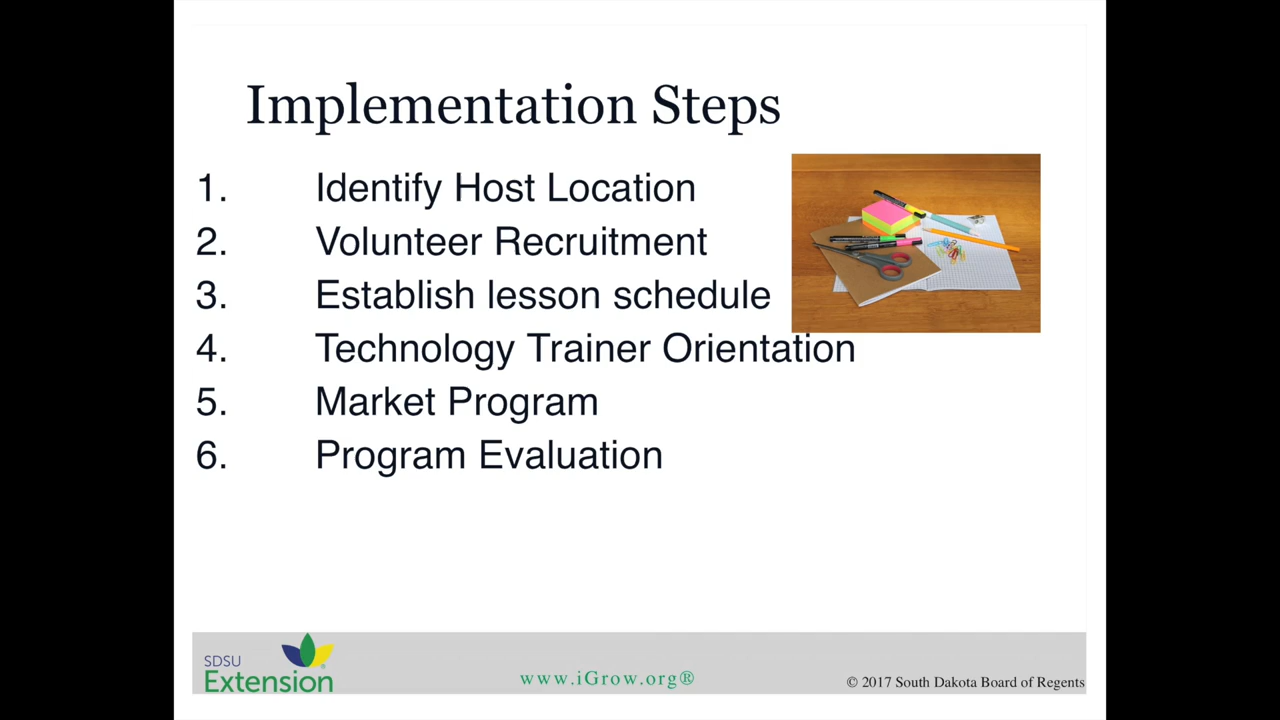 Implementation Steps
1. Identify Host Location
2. Volunteer Recruitment
3. Establish lesson schedule
4. Technology Trainer Orientation
5. Market Program
6. Program Evaluation
SDSU
Extension
www.iGrow.org®
© 2017 South Dakota Board of Regents